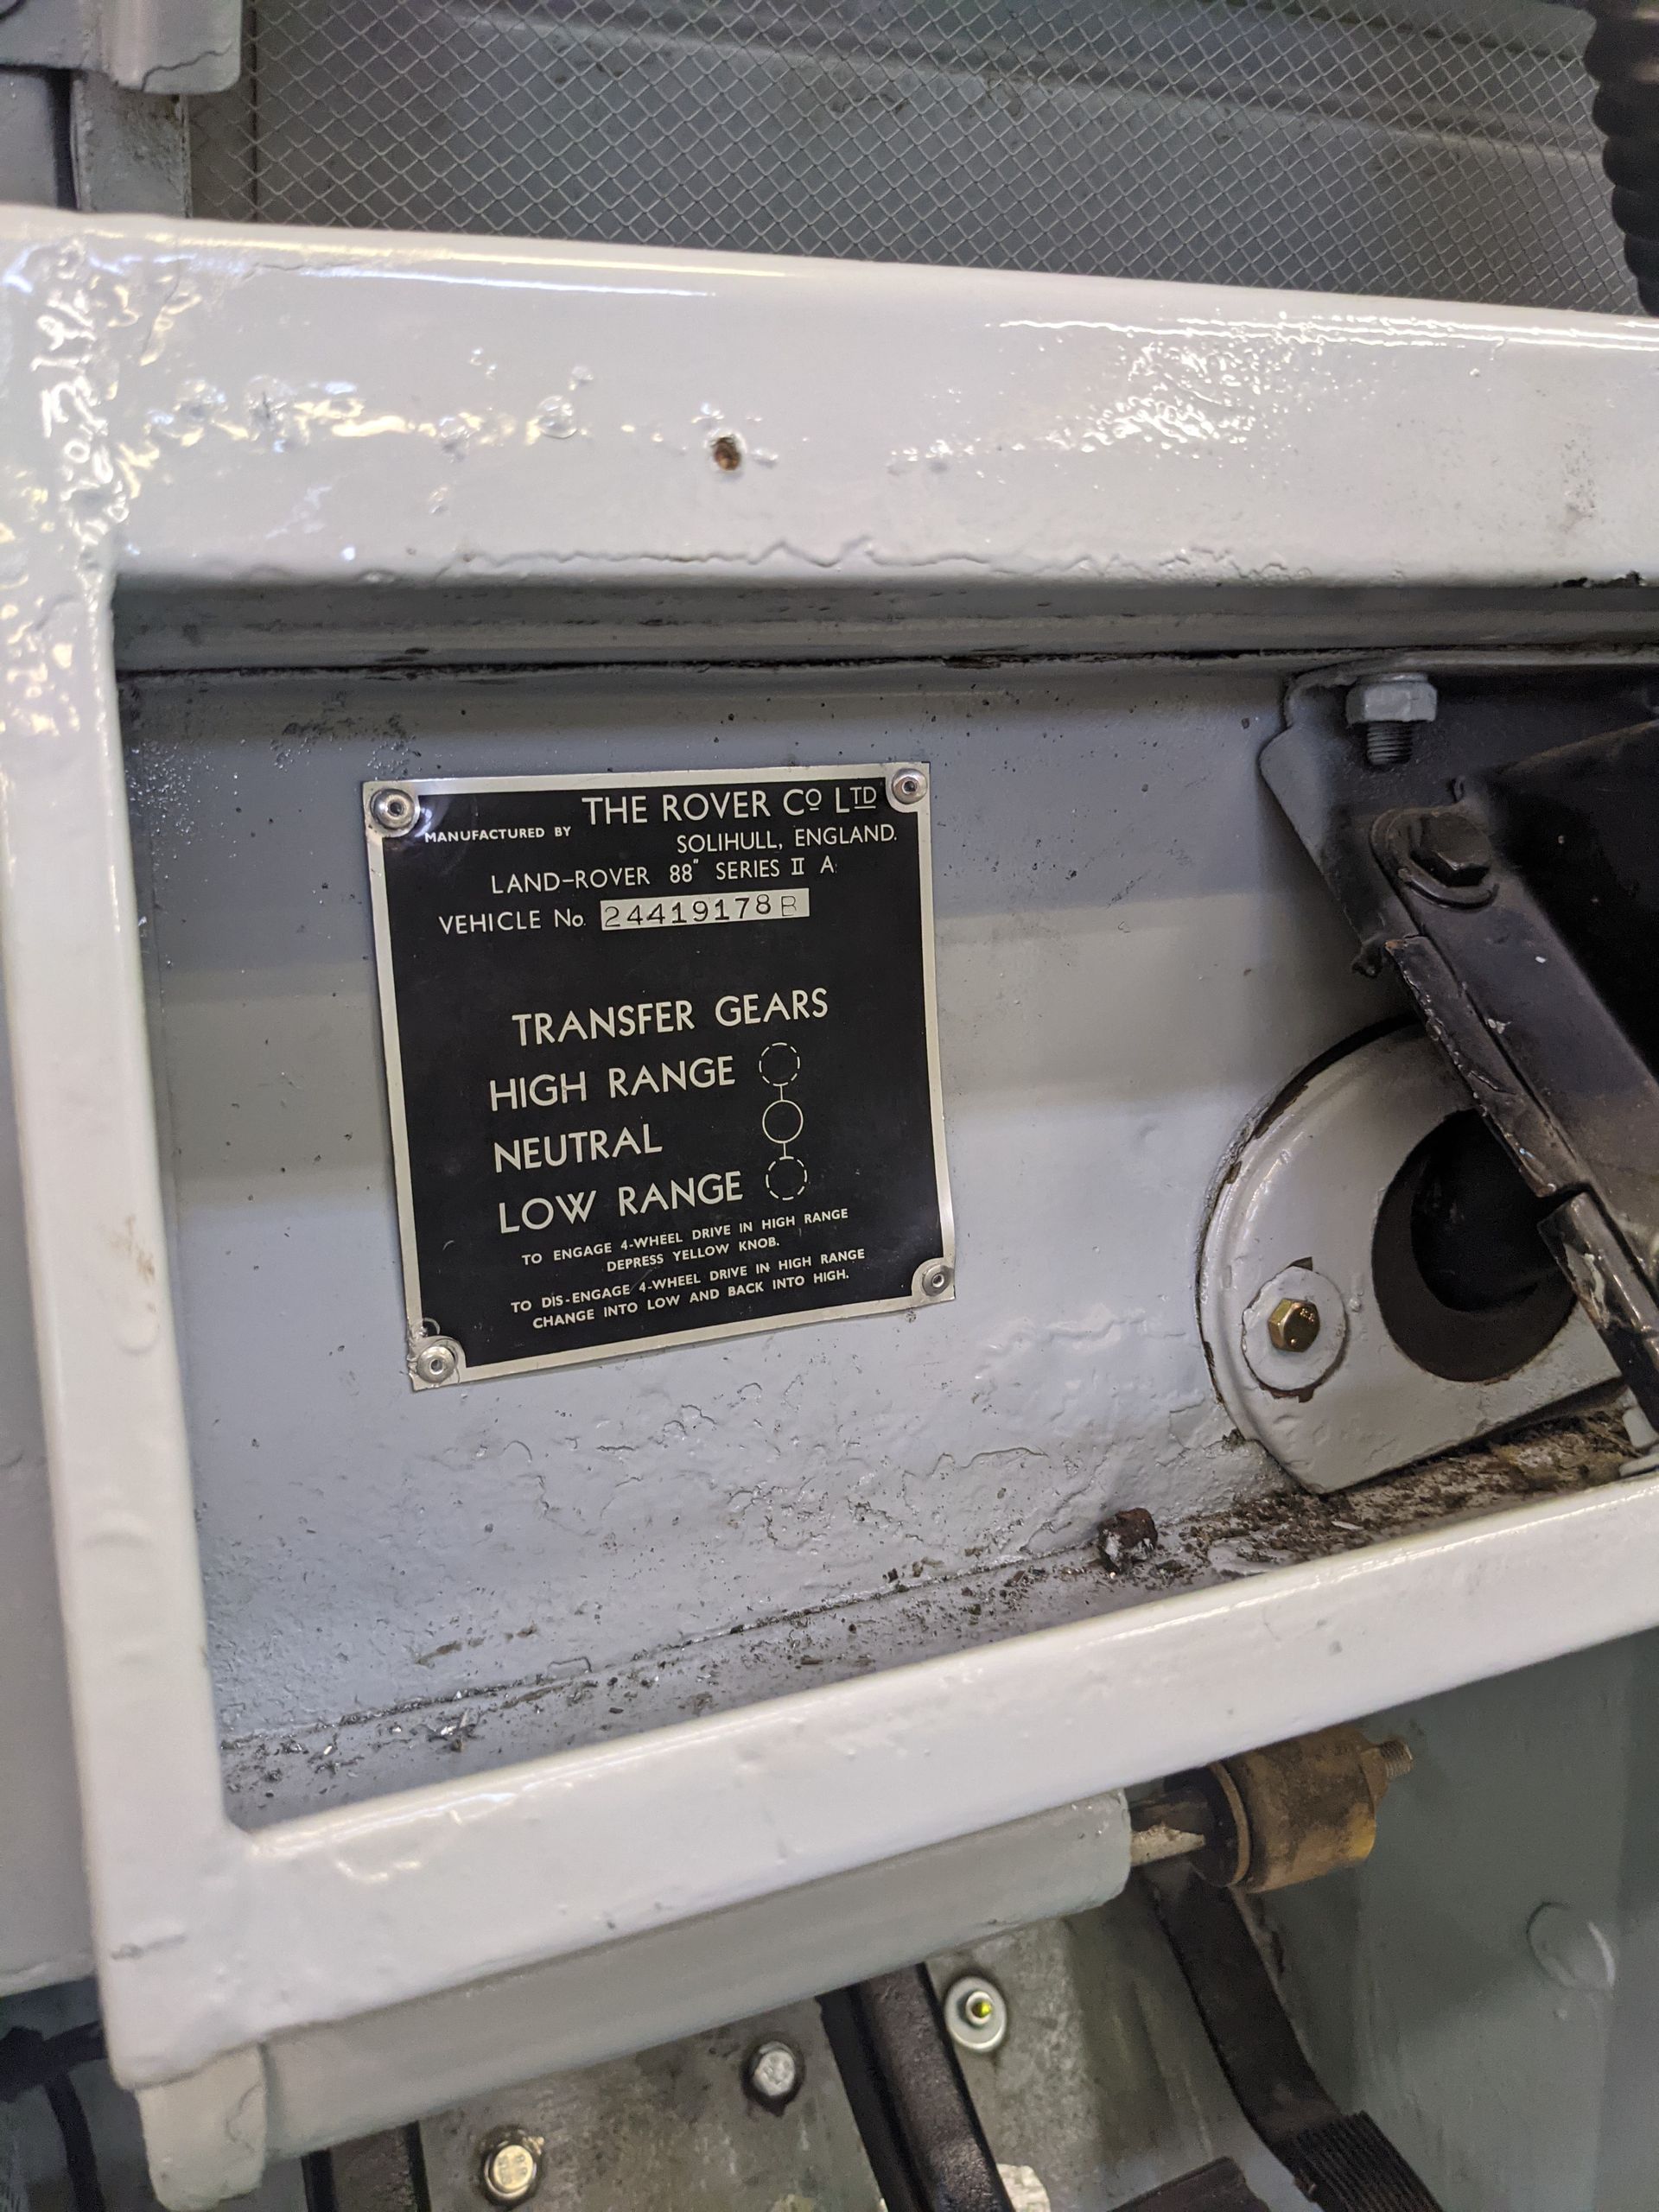 THE ROVER Co LTD
MANUFACTURED BY
SOLIHULL, ENGLAND.
LAND-ROVER 88" SERIES II A
VEHICLE No. 24419178B
TRANSFER GEARS
HIGH RANGE
NEUTRAL
LOW RANGE
TO ENGAGE 4-WHEEL DRIVE IN HIGH RANGE
DEPRESS YELLOW KNOB.
TO DIS-ENGAGE 4-WHEEL DRIVE IN HIGH RANGE
CHANGE INTO LOW AND BACK INTO HIGH.